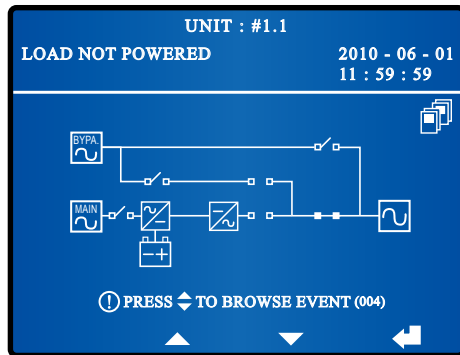 UNIT : #1.1
LOAD NOT POWERED
2010 - 06 - 01
11 : 59 : 59
BYPA.
MAIN
PRESS TO BROWSE EVENT (004)